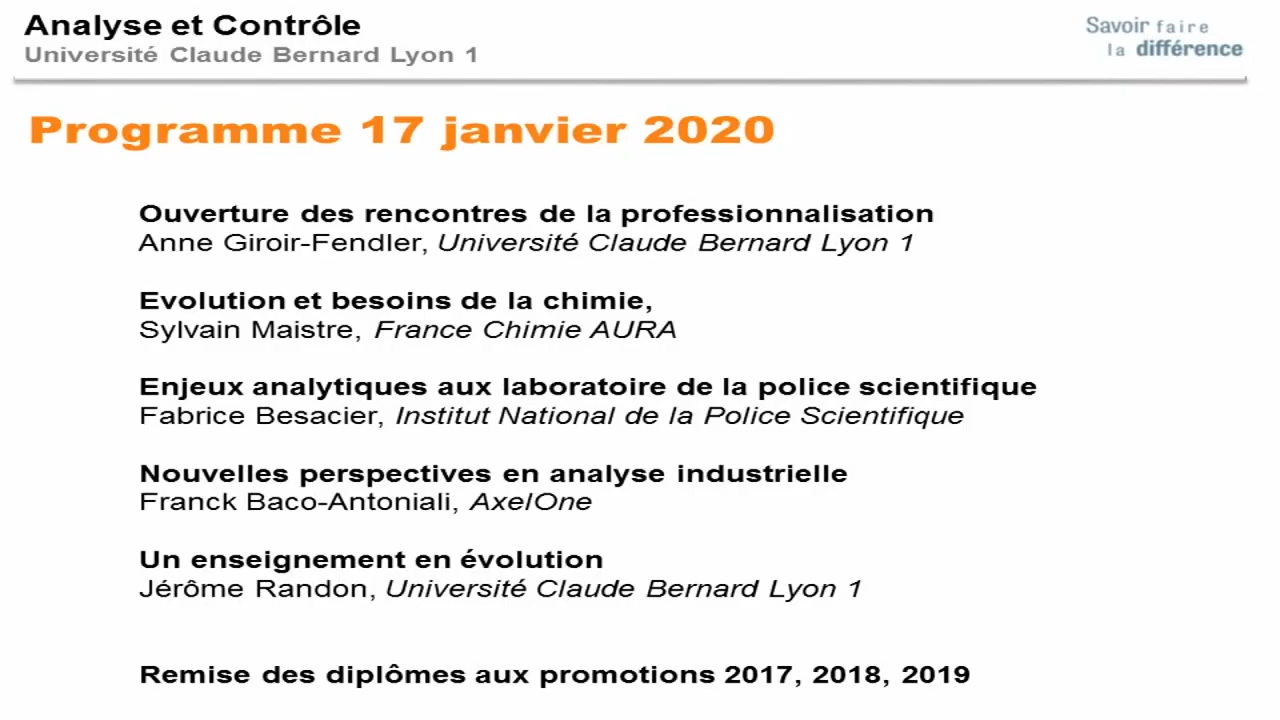 Analyse et Contrôle
Université Claude Bernard Lyon 1
Savoir faire
la différence
Programme 17 janvier 2020
Ouverture des rencontres de la professionnalisation
Anne Giroir-Fendler, Université Claude Bernard Lyon 1
Evolution et besoins de la chimie,
Sylvain Maistre, France Chimie AURA
Enjeux analytiques aux laboratoire de la police scientifique
Fabrice Besacier, Institut National de la Police Scientifique
Nouvelles perspectives en analyse industrielle
Franck Baco-Antoniali, AxelOne
Un enseignement en évolution
Jérôme Randon, Université Claude Bernard Lyon 1
Remise des diplômes aux promotions 2017, 2018, 2019